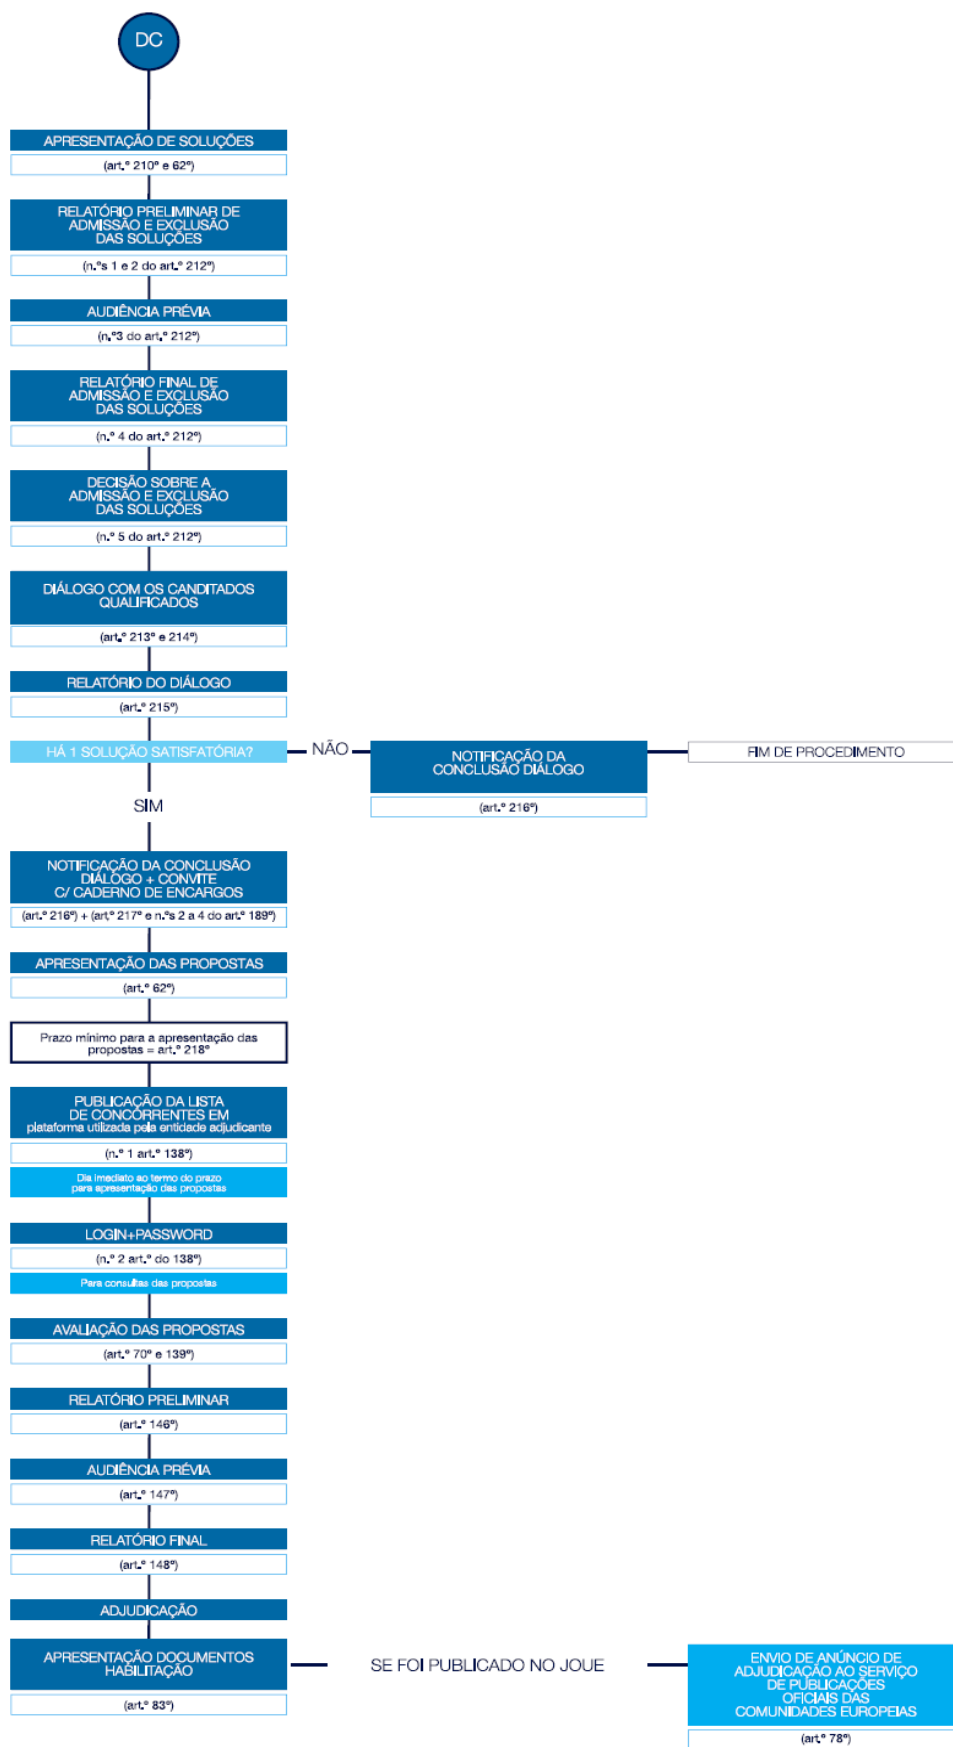 DC
APRESENTAÇÃO DE SOLUÇÕES
(art.º 210º e 62º)
RELATÓRIO PRELIMINAR DE
ADMISSÃO E EXCLUSÃO
DAS SOLUÇÕES
(n.ºs 1 e 2 do art.º 212º)
AUDIÊNCIA PRÉVIA
(n.º3 do art.º 212º)
RELATÓRIO FINAL DE
ADMISSÃO E EXCLUSÃO
DAS SOLUÇÕES
(n.º 4 do art.º 212º)
DECISÃO SOBRE A
ADMISSÃO E EXCLUSÃO
DAS SOLUÇÕES
(n.º 5 do art.º 212º)
DIÁLOGO COM OS CANDITADOS
QUALIFICADOS
(art.º 213º e 214º)
RELATÓRIO DO DIÁLOGO
(art.º 215º)
HÁ 1 SOLUÇÃO SATISFATÓRIA?
NÃO
NOTIFICAÇÃO DA
CONCLUSÃO DIÁLOGO
(art.º 216º)
FIM DE PROCEDIMENTO
SIM
NOTIFICAÇÃO DA CONCLUSÃO
DIÁLOGO + CONVITE
C/ CADERNO DE ENCARGOS
(art.º 216º) + (artº 217º e n.ºs 2 a 4 do art.º 189º)
APRESENTAÇÃO DAS PROPOSTAS
(art.º 62º)
Prazo mínimo para a apresentação das
propostas = art.º 218º
PUBLICAÇÃO DA LISTA
DE CONCORRENTES EM
plataforma utilizada pela entidade adjudicante
(n.º 1 art.º 138º)
Dia imediato ao termo do prazo
para apresentação das propostas
LOGIN+PASSWORD
(n.º 2 art.º do 138º)
Para consultas das propostas
AVALIAÇÃO DAS PROPOSTAS
(art.º 70º e 139º)
RELATÓRIO PRELIMINAR
(art.º 146º)
AUDIÊNCIA PRÉVIA
(art.º 147º)
RELATÓRIO FINAL
(art.º 148º)
ADJUDICAÇÃO
APRESENTAÇÃO DOCUMENTOS
HABILITAÇÃO
(art.º 83º)
SE FOI PUBLICADO NO JOUE
ENVIO DE ANÚNCIO DE
ADJUDICAÇÃO AO SERVIÇO
DE PUBLICAÇÕES
OFICIAIS DAS
COMUNIDADES EUROPEIAS
(art.º 78º)